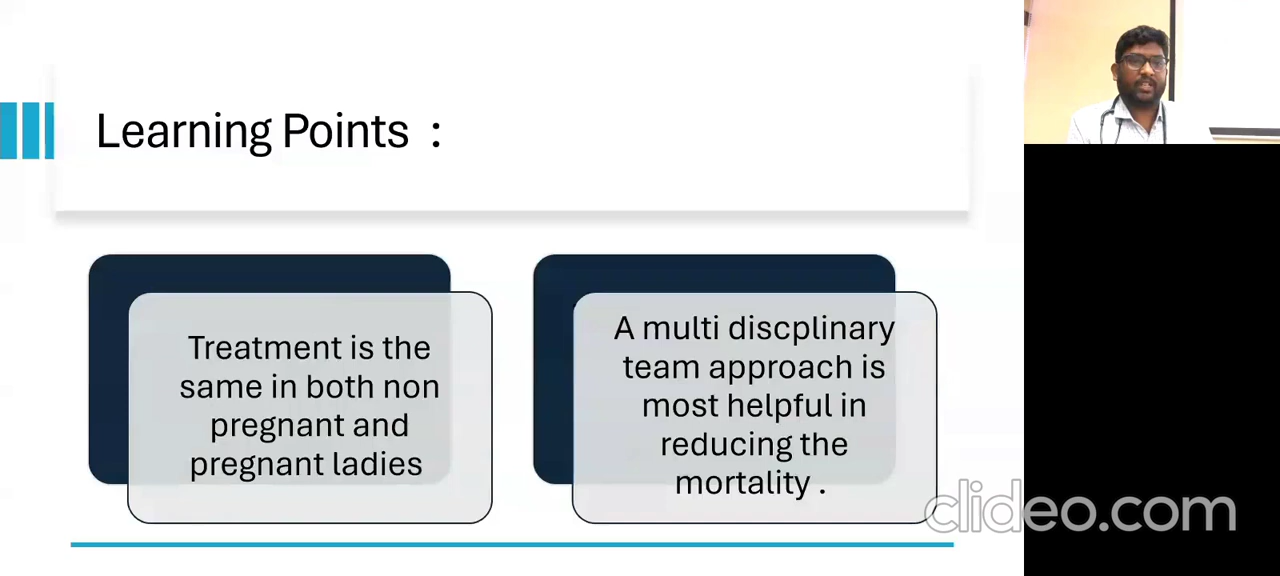 Learning Points :
Treatment is the
same in both non
pregnant and
pregnant ladies
A multi discplinary
team approach is
most helpful in
reducing the
mortality .
clideo.com